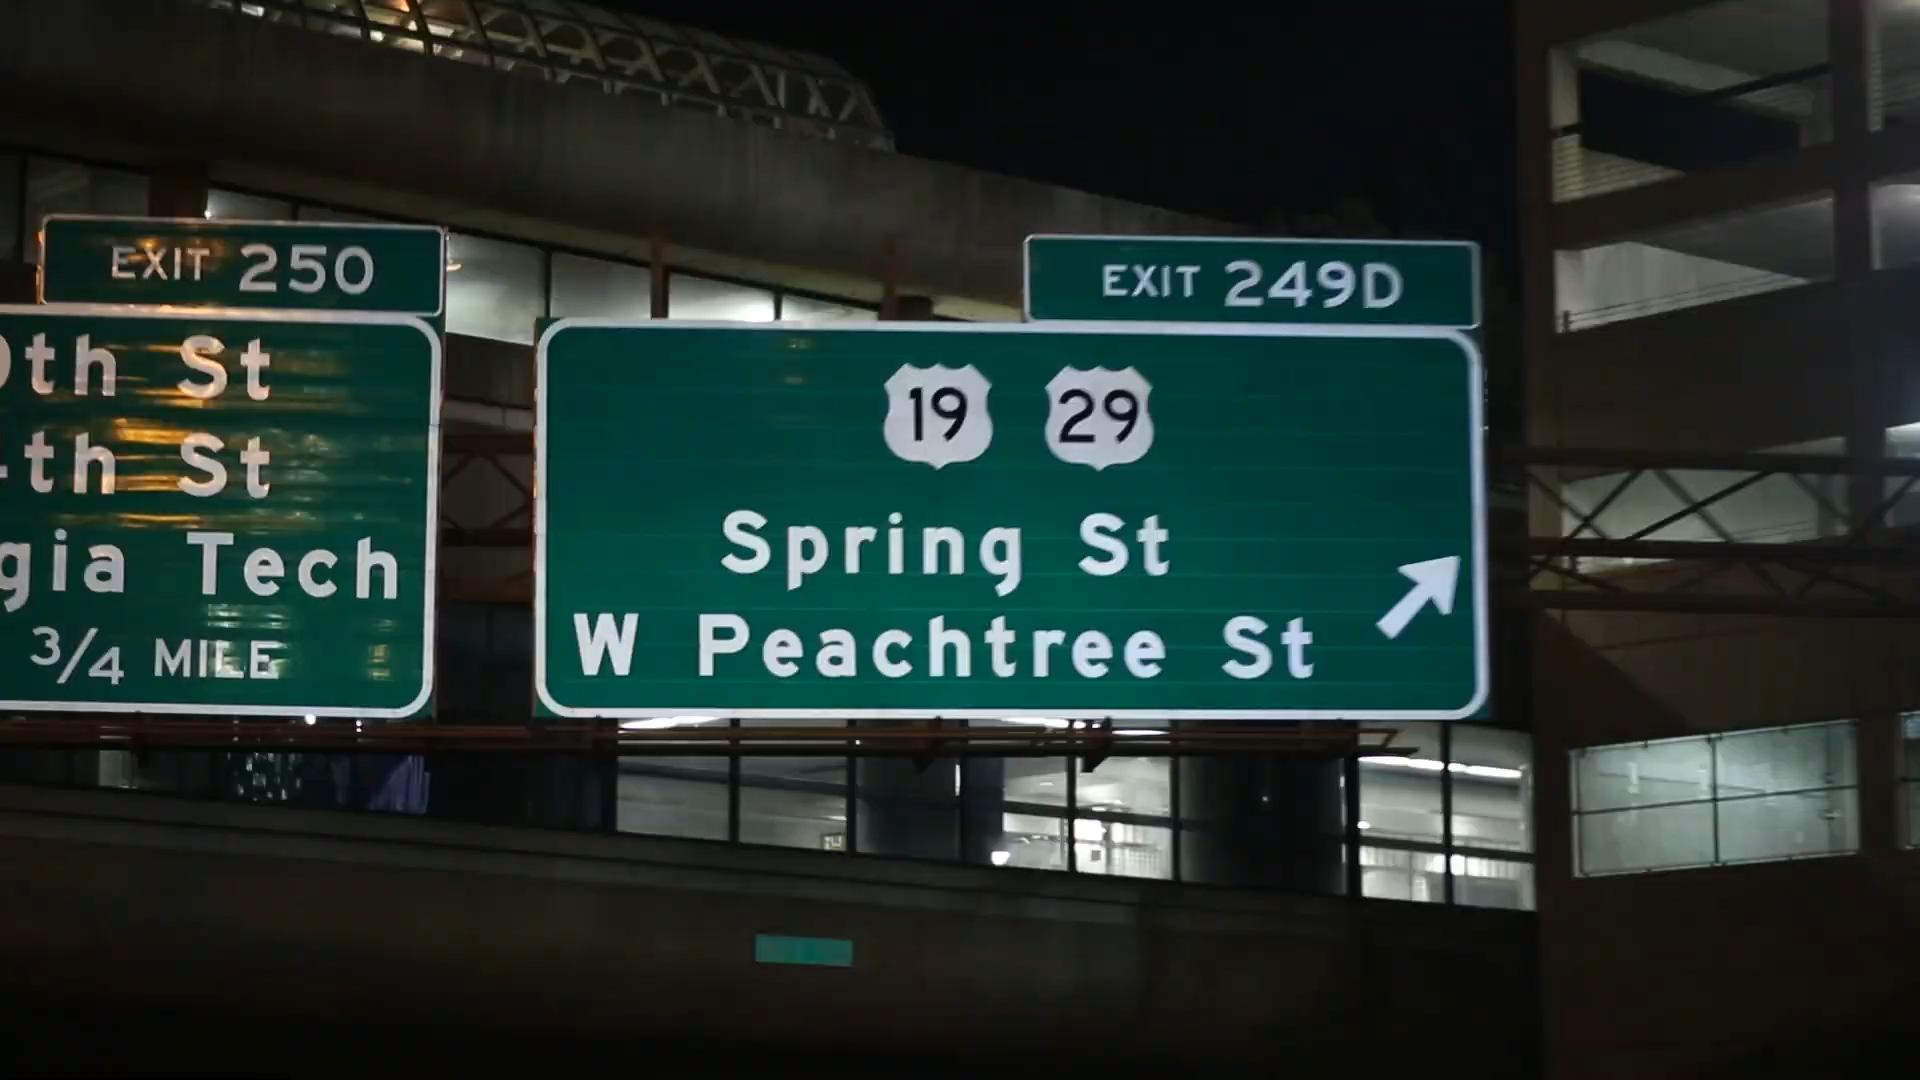 EXIT 250
th St
th St
gia Tech
3/4 MILE
EXIT 249D
19 29
Spring St
W Peachtree St